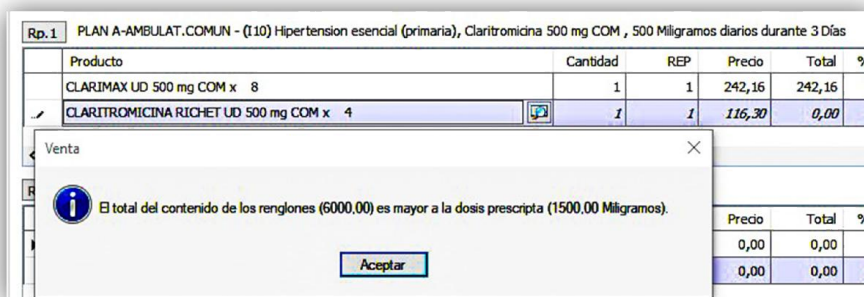 Rp.1 PLAN A-AMBULAT.COMUN - (I10) Hipertension esencial (primaria), Claritromicina 500 mg COM , 500 Miligramos diarios durante 3 Días
Producto Cantidad REP Precio Total %
CLARIMAX UD 500 mg COM x 8 1 1 242,16 242,16
CLARITROMICINA RICHET UD 500 mg COM x 4 1 1 116,30 0,00
Venta
El total del contenido de los renglones (6000,00) es mayor a la dosis prescripta (1500,00 Miligramos).
Aceptar
R
Precio Total %
0,00 0,00
0,00 0,00